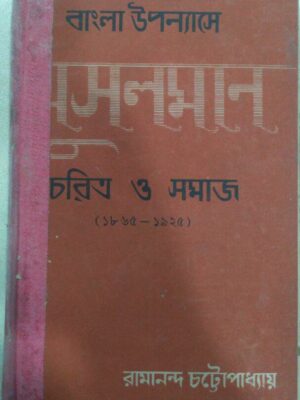 বাংলা উপন্যাসে
মুসলমান
চরিত্র ও সমাজ
(১৮৬৫-১৯২৫)
রামানন্দ চট্টোপাধ্যায়